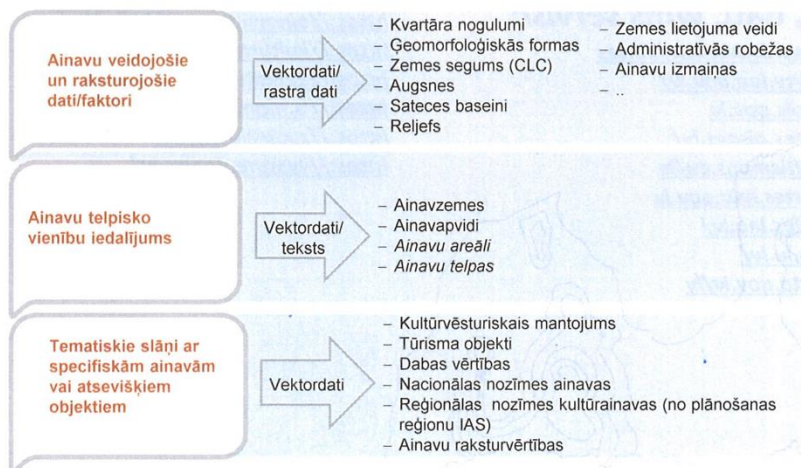 Ainavu veidojošie
un raksturojošie
dati/faktori
Vektordati/
rastra dati
– Kvartāra nogulumi
– Ģeomorfoloģiskās formas
– Zemes segums (CLC)
– Augsnes
– Sateces baseini
– Reljefs
– Zemes lietojuma veidi
– Administratīvās robežas
– Ainavu izmaiņas
– ..
Ainavu telpisko
vienību iedalījums
Vektordati/
teksts
– Ainavzemes
– Ainavapvidi
– Ainavu areāli
– Ainavu telpas
Tematiskie slāņi ar
specifiskām ainavām
vai atsevišķiem
objektiem
Vektordati
– Kultūrvēsturiskais mantojums
– Tūrisma objekti
– Dabas vērtības
– Nacionālas nozīmes ainavas
– Reģionālas nozīmes kultūrainavas (no plānošanas
reģionu IAS)
– Ainavu raksturvērtības